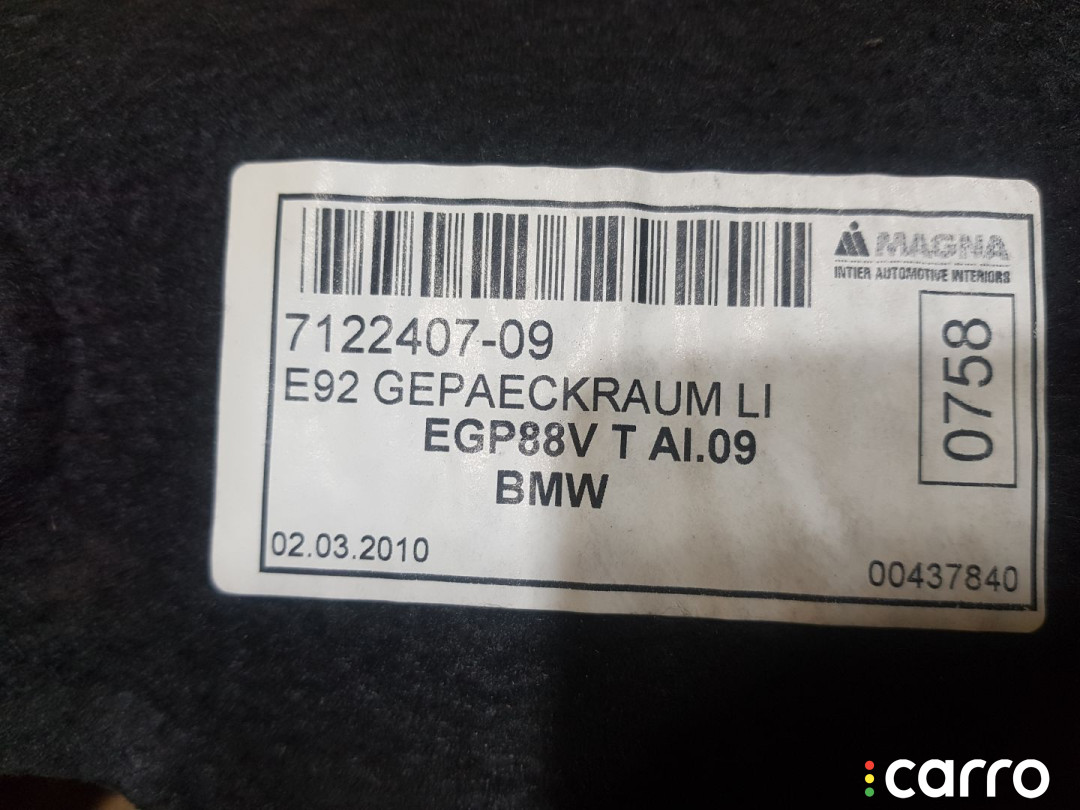 MAGNA
INTIER AUTOMOTIVE INTERIORS
7122407-09
0758
E92 GEPAECKRAUM LI
EGP88V T AI.09
BMW
02.03.2010
00437840
carro